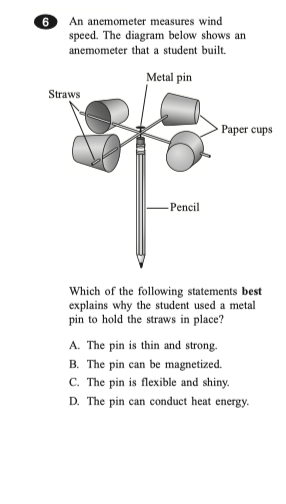 6 An anemometer measures wind
speed. The diagram below shows an
anemometer that a student built.
Metal pin
Straws
Paper cups
Pencil
Which of the following statements best
explains why the student used a metal
pin to hold the straws in place?
A. The pin is thin and strong.
B. The pin can be magnetized.
C. The pin is flexible and shiny.
D. The pin can conduct heat energy.